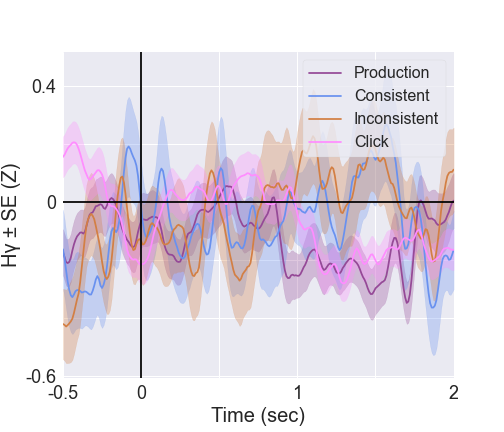 Production
Consistent
Inconsistent
Click
Hγ ± SE (Z)
0.4
0
-0.6
-0.5
0
1
2
Time (sec)